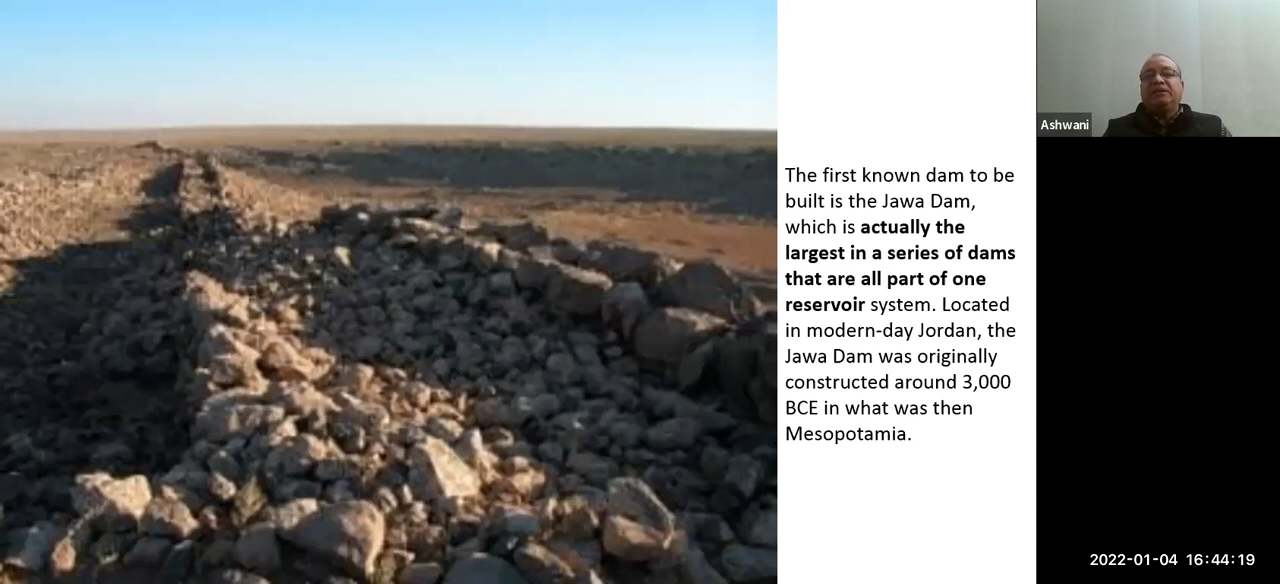 The first known dam to be
built is the Jawa Dam,
which is actually the
largest in a series of dams
that are all part of one
reservoir system. Located
in modern-day Jordan, the
Jawa Dam was originally
constructed around 3,000
BCE in what was then
Mesopotamia.
Ashwani
2022-01-04 16:44:19